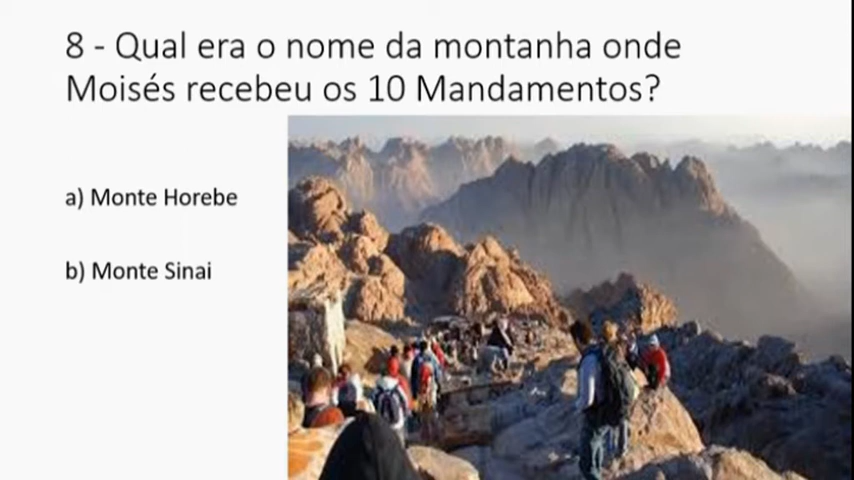 8 - Qual era o nome da montanha onde
Moisés recebeu os 10 Mandamentos?
a) Monte Horebe
b) Monte Sinai